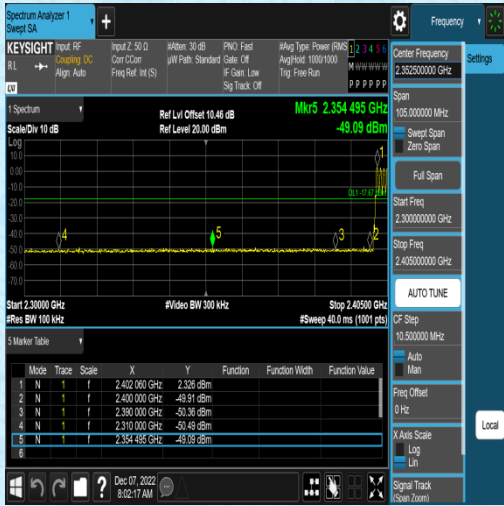 Spectrum Analyzer 1
Swept SA
Frequency
KEYSIGHT
Input: RF
Input Z: 50 Ω
#Atten: 30 dB
PNO: Fast
#Avg Type: Power (RMS
1 2 3 4 5 6
RL
Coupling: DC
Corr CCorr
µW Path: Standard
Gate: Off
Avg|Hold: 1000/1000
M W W W W W
Align: Auto
Freq Ref: Int (S)
IF Gain: Low
Trig: Free Run
Sig Track: Off
P P P P P P
LXI
1 Spectrum
Ref Lvl Offset 10.46 dB
Mkr5 2.354 495 GHz
Scale/Div 10 dB
Ref Level 20.00 dBm
-49.09 dBm
Log
10.0
0.00
-10.0
-20.0
-30.0
-40.0
-50.0
-60.0
-70.0
1
4
5
3
2
Start 2.30000 GHz
#Video BW 300 kHz
Stop 2.40500 GHz
#Res BW 100 kHz
#Sweep 40.0 ms (1001 pts)
5 Marker Table
Mode Trace Scale X Y Function Function Width Function Value
1 N 1 f 2.402 060 GHz 2.326 dBm
2 N 1 f 2.400 000 GHz -49.91 dBm
3 N 1 f 2.390 000 GHz -50.36 dBm
4 N 1 f 2.310 000 GHz -50.49 dBm
5 N 1 f 2.354 495 GHz -49.09 dBm
6
Dec 07, 2022
8:02:17 AM
Center Frequency
2.352500000 GHz
Settings
Span
105.000000 MHz
Swept Span
Zero Span
Full Span
Start Freq
2.300000000 GHz
Stop Freq
2.405000000 GHz
AUTO TUNE
CF Step
10.500000 MHz
Auto
Man
Freq Offset
0 Hz
X Axis Scale
Log
Lin
Signal Track
(Span Zoom)
Local